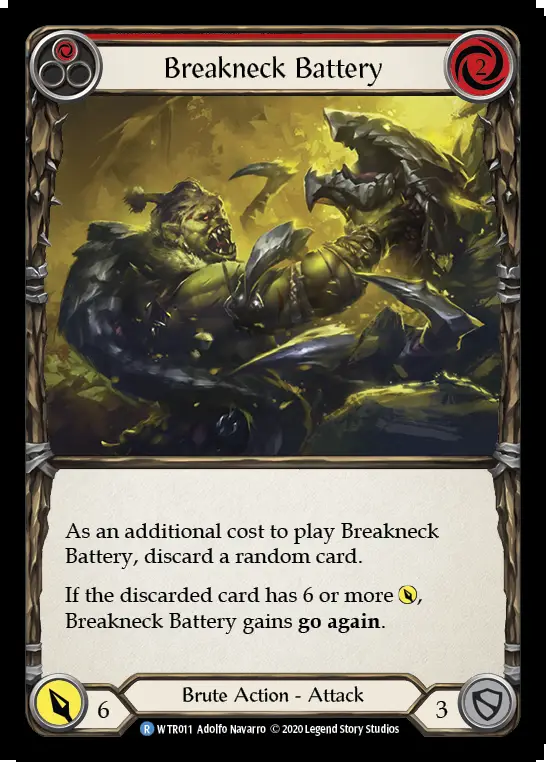 Breakneck Battery
2
As an additional cost to play Breakneck
Battery, discard a random card.
If the discarded card has 6 or more ,
Breakneck Battery gains go again.
6
Brute Action - Attack
3
R WTR011 Adolfo Navarro © 2020 Legend Story Studios